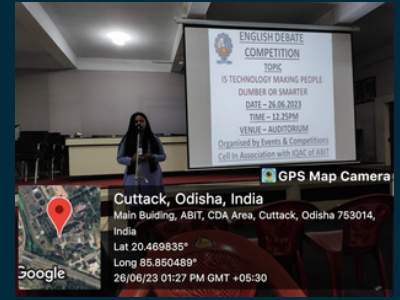 ENGLISH DEBATE
COMPETITION
TOPIC
IS TECHNOLOGY MAKING PEOPLE
DUMBER OR SMARTER
DATE – 26.06.2023
TIME – 12.25PM
VENUE – AUDITORIUM
Organised by Events & Competitions
Cell In Association with IQAC of ABIT
GPS Map Camera
Cuttack, Odisha, India
Main Buiding, ABIT, CDA Area, Cuttack, Odisha 753014,
India
Lat 20.469835°
Long 85.850489°
26/06/23 01:27 PM GMT +05:30
Google